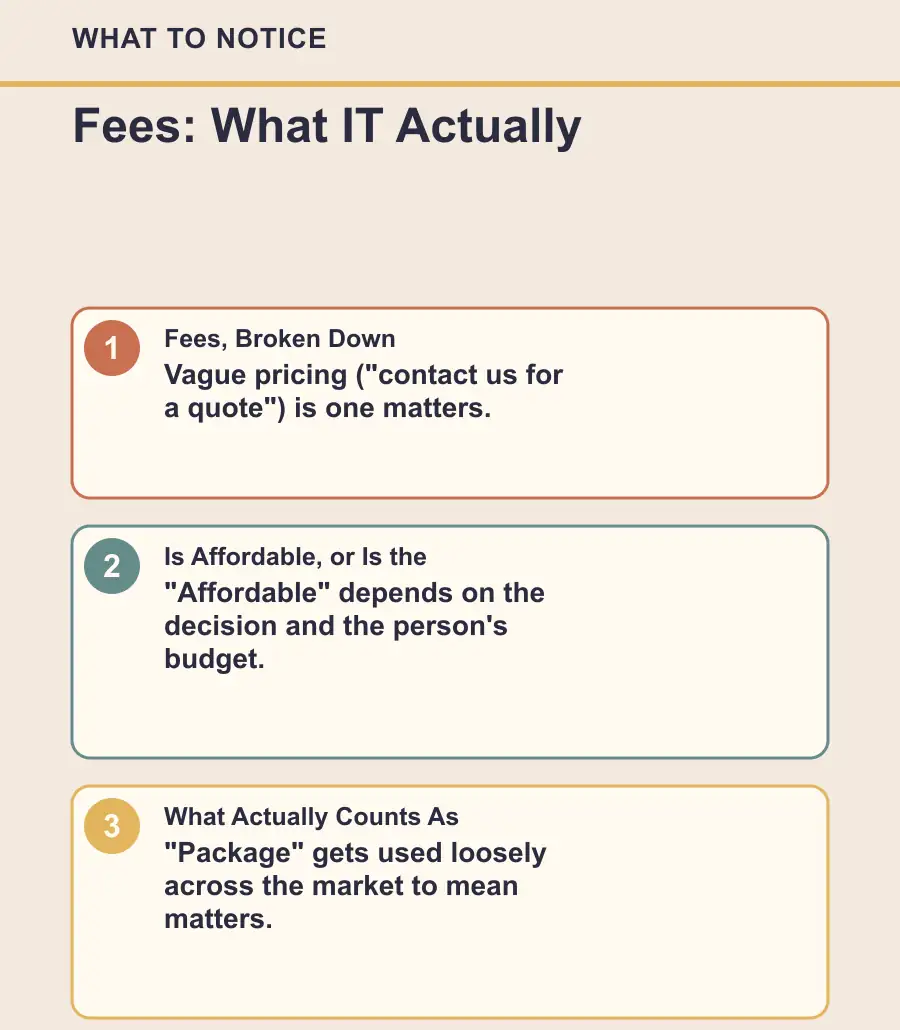 WHAT TO NOTICE
Fees: What IT Actually
1
Fees, Broken Down
Vague pricing ("contact us for
a quote") is one matters.
2
Is Affordable, or Is the
"Affordable" depends on the
decision and the person's
budget.
3
What Actually Counts As
"Package" gets used loosely
across the market to mean
matters.